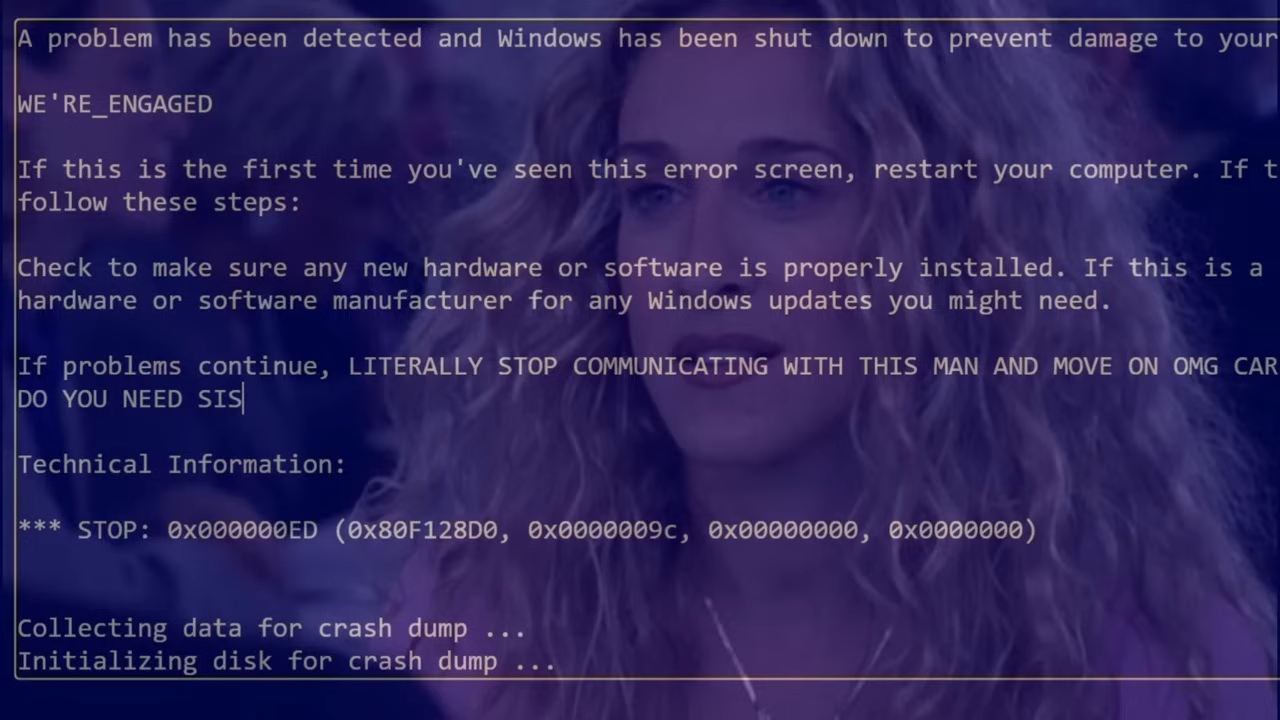 A problem has been detected and Windows has been shut down to prevent damage to your
WE'RE_ENGAGED
If this is the first time you've seen this error screen, restart your computer. If t
follow these steps:
Check to make sure any new hardware or software is properly installed. If this is a
hardware or software manufacturer for any Windows updates you might need.
If problems continue, LITERALLY STOP COMMUNICATING WITH THIS MAN AND MOVE ON OMG CAR
DO YOU NEED SIS
Technical Information:
*** STOP: 0x000000ED (0x80F128D0, 0x0000009c, 0x00000000, 0x0000000)
Collecting data for crash dump ...
Initializing disk for crash dump ...